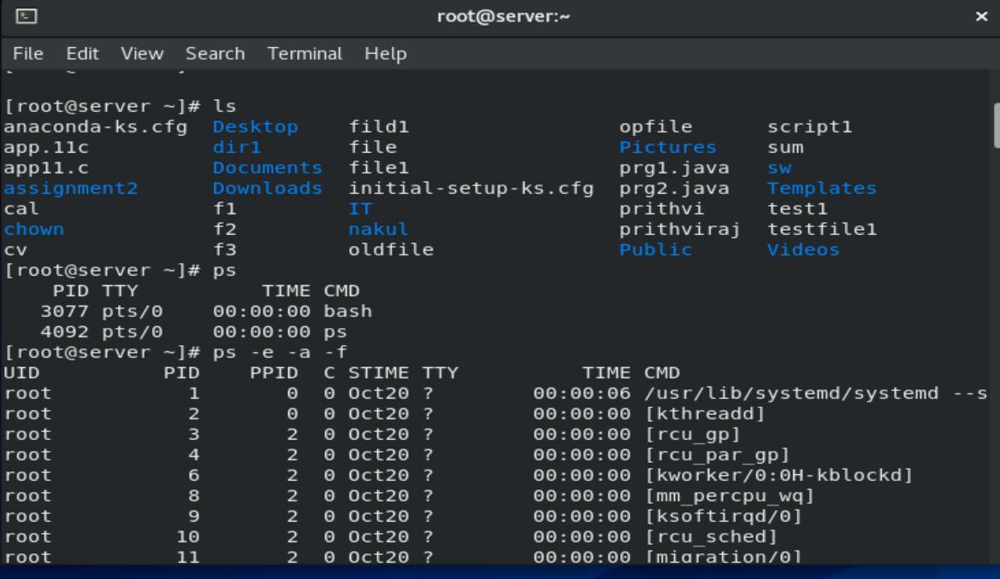 root@server:~
File Edit View Search Terminal Help
[root@server ~]# ls
anaconda-ks.cfg  Desktop    fild1                 opfile      script1
app.11c          dir1       file                  Pictures    sum
app11.c          Documents  file1                 prg1.java   sw
assignment2      Downloads  initial-setup-ks.cfg  prg2.java   Templates
cal              f1         IT                    prithvi     test1
chown            f2         nakul                 prithviraj  testfile1
cv               f3         oldfile               Public      Videos
[root@server ~]# ps
    PID TTY          TIME CMD
   3077 pts/0    00:00:00 bash
   4092 pts/0    00:00:00 ps
[root@server ~]# ps -e -a -f
UID          PID    PPID  C STIME TTY          TIME CMD
root           1       0  0 Oct20 ?        00:00:06 /usr/lib/systemd/systemd --s
root           2       0  0 Oct20 ?        00:00:00 [kthreadd]
root           3       2  0 Oct20 ?        00:00:00 [rcu_gp]
root           4       2  0 Oct20 ?        00:00:00 [rcu_par_gp]
root           6       2  0 Oct20 ?        00:00:00 [kworker/0:0H-kblockd]
root           8       2  0 Oct20 ?        00:00:00 [mm_percpu_wq]
root           9       2  0 Oct20 ?        00:00:00 [ksoftirqd/0]
root          10       2  0 Oct20 ?        00:00:00 [rcu_sched]
root          11       2  0 Oct20 ?        00:00:00 [migration/0]